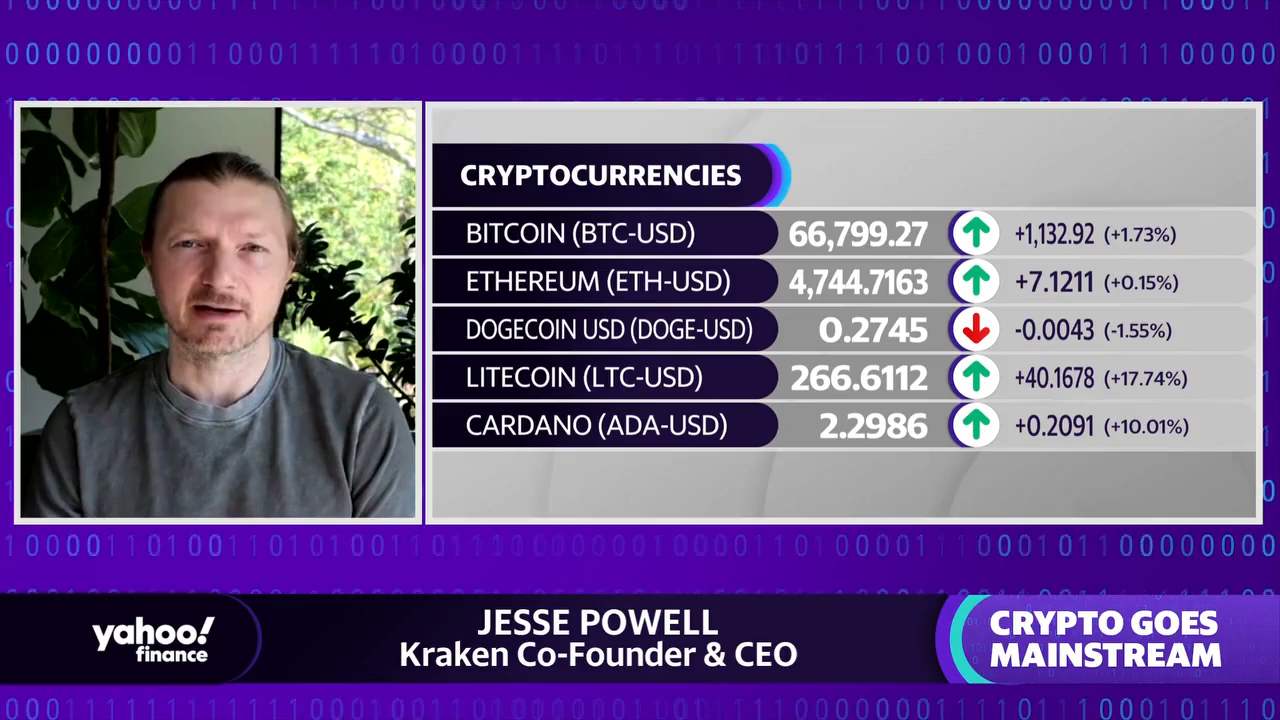 CRYPTOCURRENCIES
BITCOIN (BTC-USD) 66,799.27 +1,132.92 (+1.73%)
ETHEREUM (ETH-USD) 4,744.7163 +7.1211 (+0.15%)
DOGECOIN USD (DOGE-USD) 0.2745 -0.0043 (-1.55%)
LITECOIN (LTC-USD) 266.6112 +40.1678 (+17.74%)
CARDANO (ADA-USD) 2.2986 +0.2091 (+10.01%)
yahoo!
finance
JESSE POWELL
Kraken Co-Founder & CEO
CRYPTO GOES
MAINSTREAM